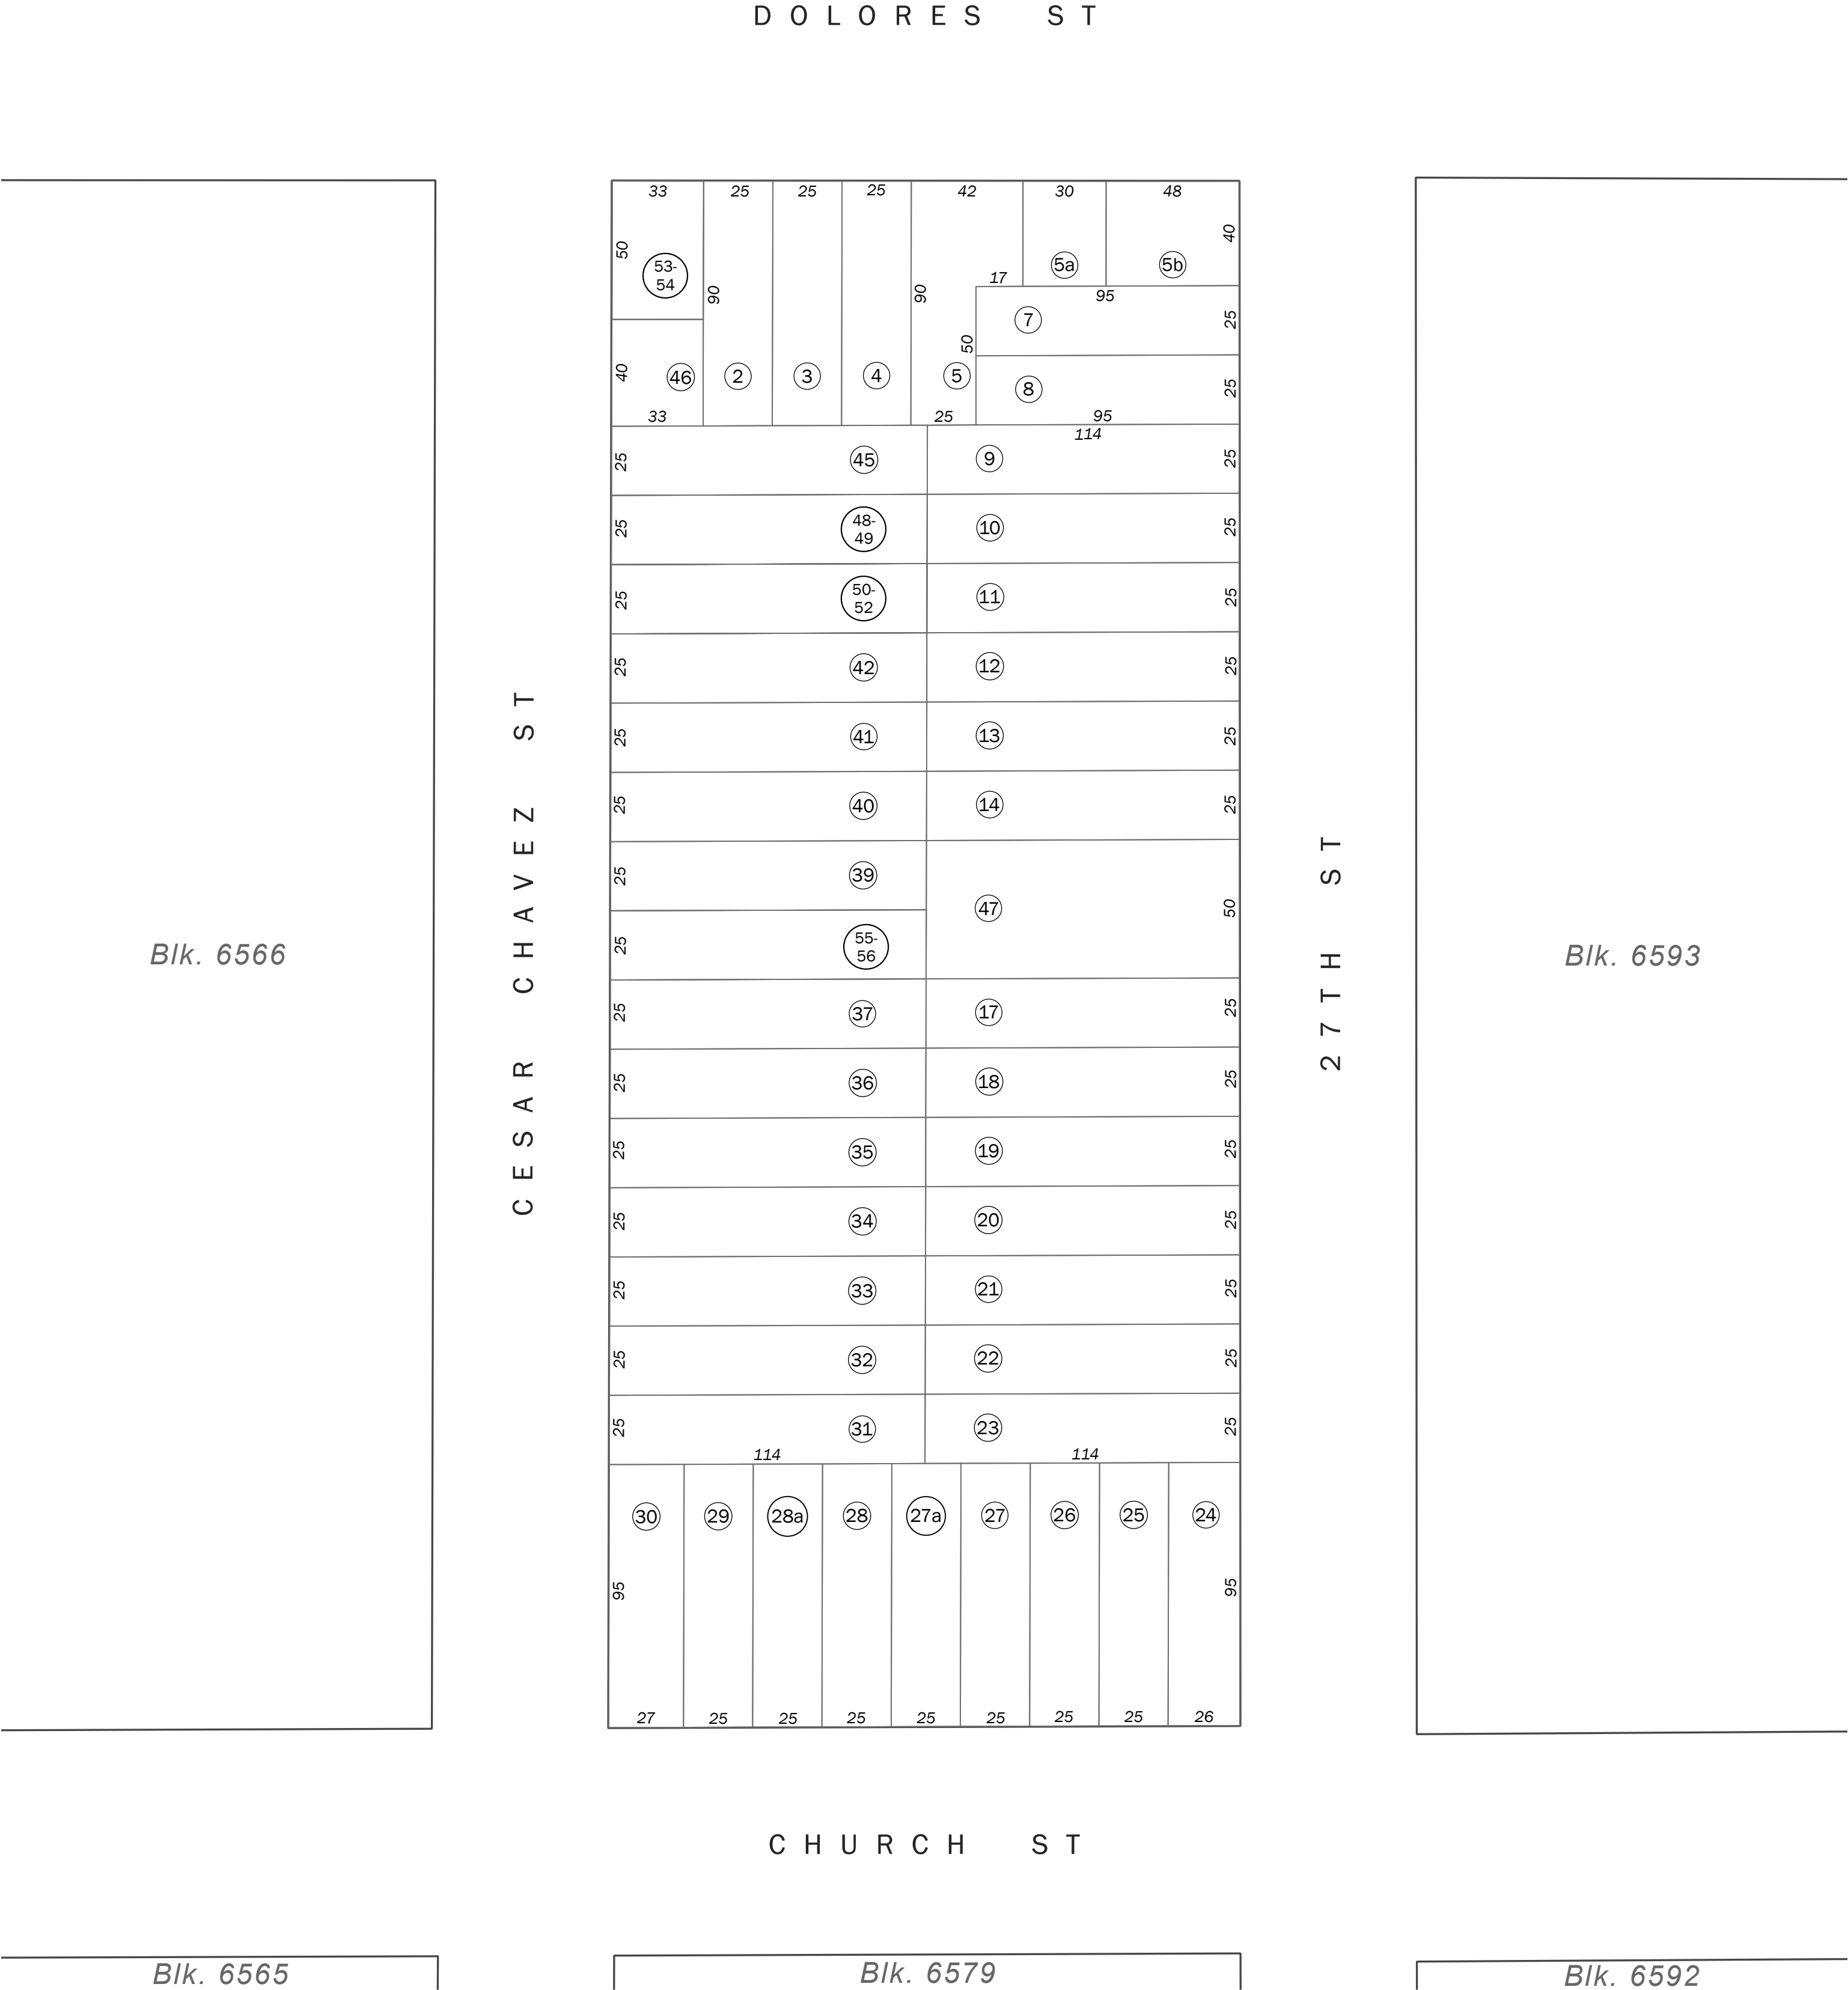 DOLORES ST
33 25 25 25 42 30 48
50 40
53-
54
5a 5b
17
90 90 95
7 25
50
40 46 2 3 4 5 8 25
33 25 95
114
25 45 9 25
25 48-
49
10 25
25 50-
52
11 25
25 42 12 25
25 41 13 25
25 40 14 25
25 39
47 50
25 55-
56
25 37 17 25
25 36 18 25
25 35 19 25
25 34 20 25
25 33 21 25
25 32 22 25
25 31 23 25
114 114
30 29 28a 28 27a 27 26 25 24
95 95
27 25 25 25 25 25 25 25 26
CESAR CHAVEZ ST
27TH ST
Blk. 6566
Blk. 6593
CHURCH ST
Blk. 6565
Blk. 6579
Blk. 6592